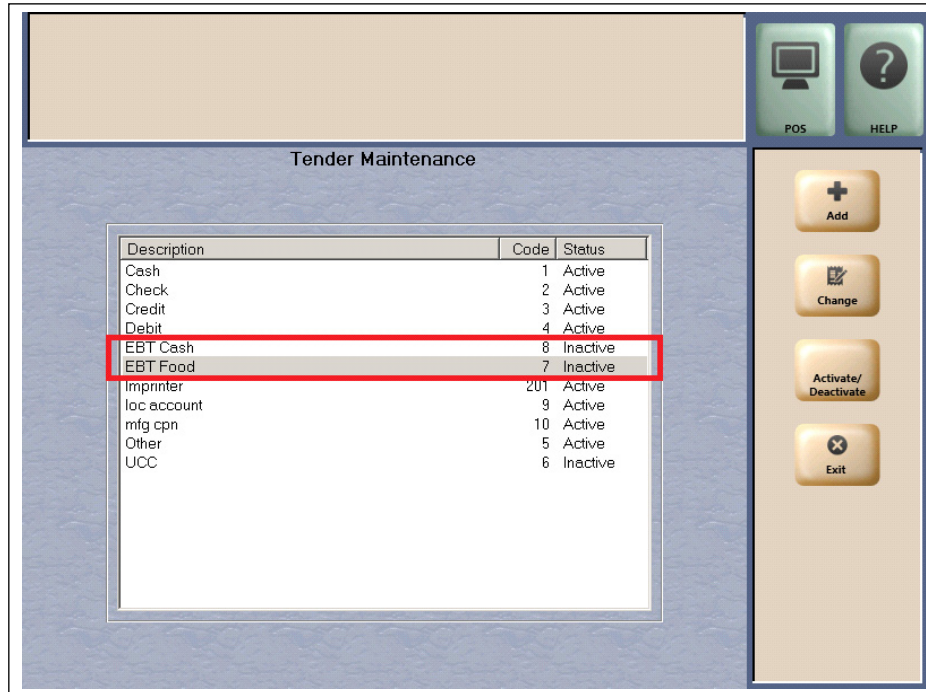 POS HELP
Tender Maintenance
Description Code Status
Cash 1 Active
Check 2 Active
Credit 3 Active
Debit 4 Active
EBT Cash 8 Inactive
EBT Food 7 Inactive
Imprinter 201 Active
loc account 9 Active
mfg cpn 10 Active
Other 5 Active
UCC 6 Inactive
Add
Change
Activate/
Deactivate
Exit